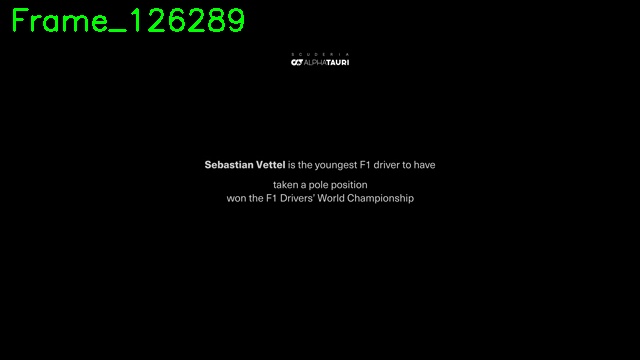 Frame_126289
SCUDERIA
ALPHATAURI
Sebastian Vettel is the youngest F1 driver to have
taken a pole position
won the F1 Drivers' World Championship